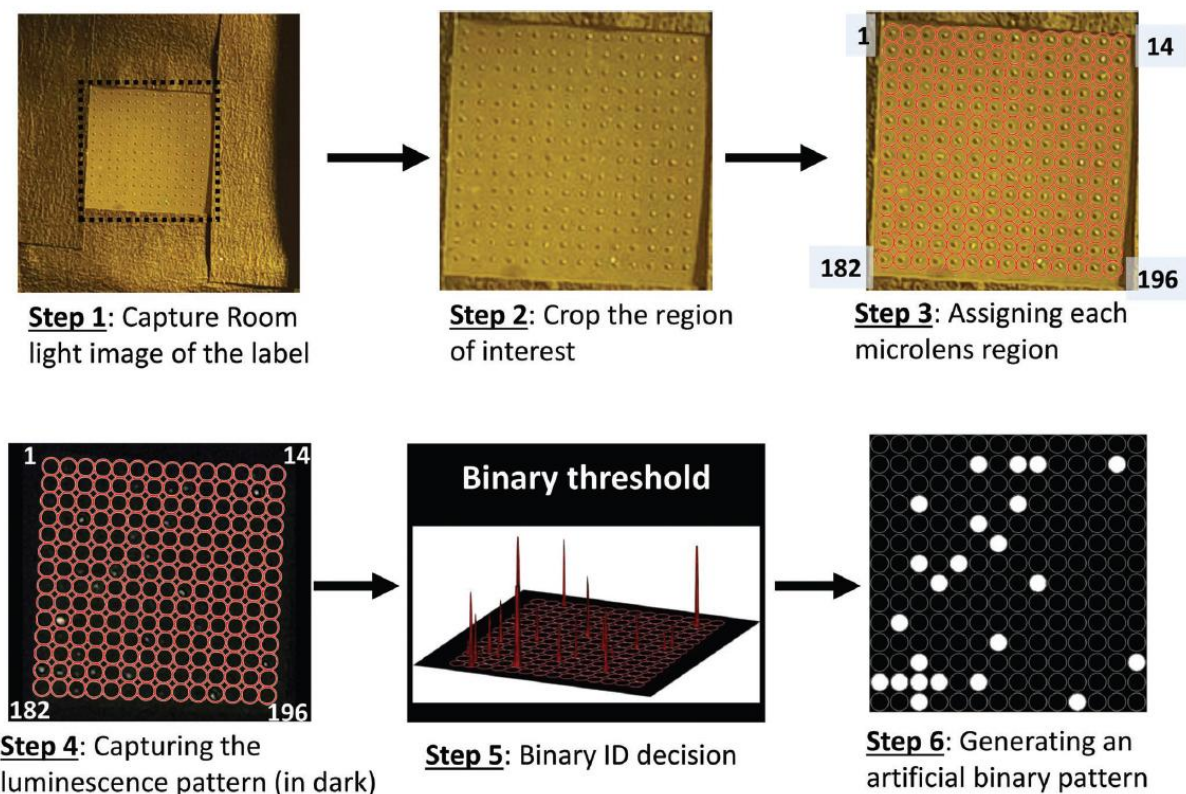 1
14
182
196
Step 1: Capture Room
light image of the label
Step 2: Crop the region
of interest
Step 3: Assigning each
microlens region
1
14
182
196
Binary threshold
Step 4: Capturing the
luminescence pattern (in dark)
Step 5: Binary ID decision
Step 6: Generating an
artificial binary pattern